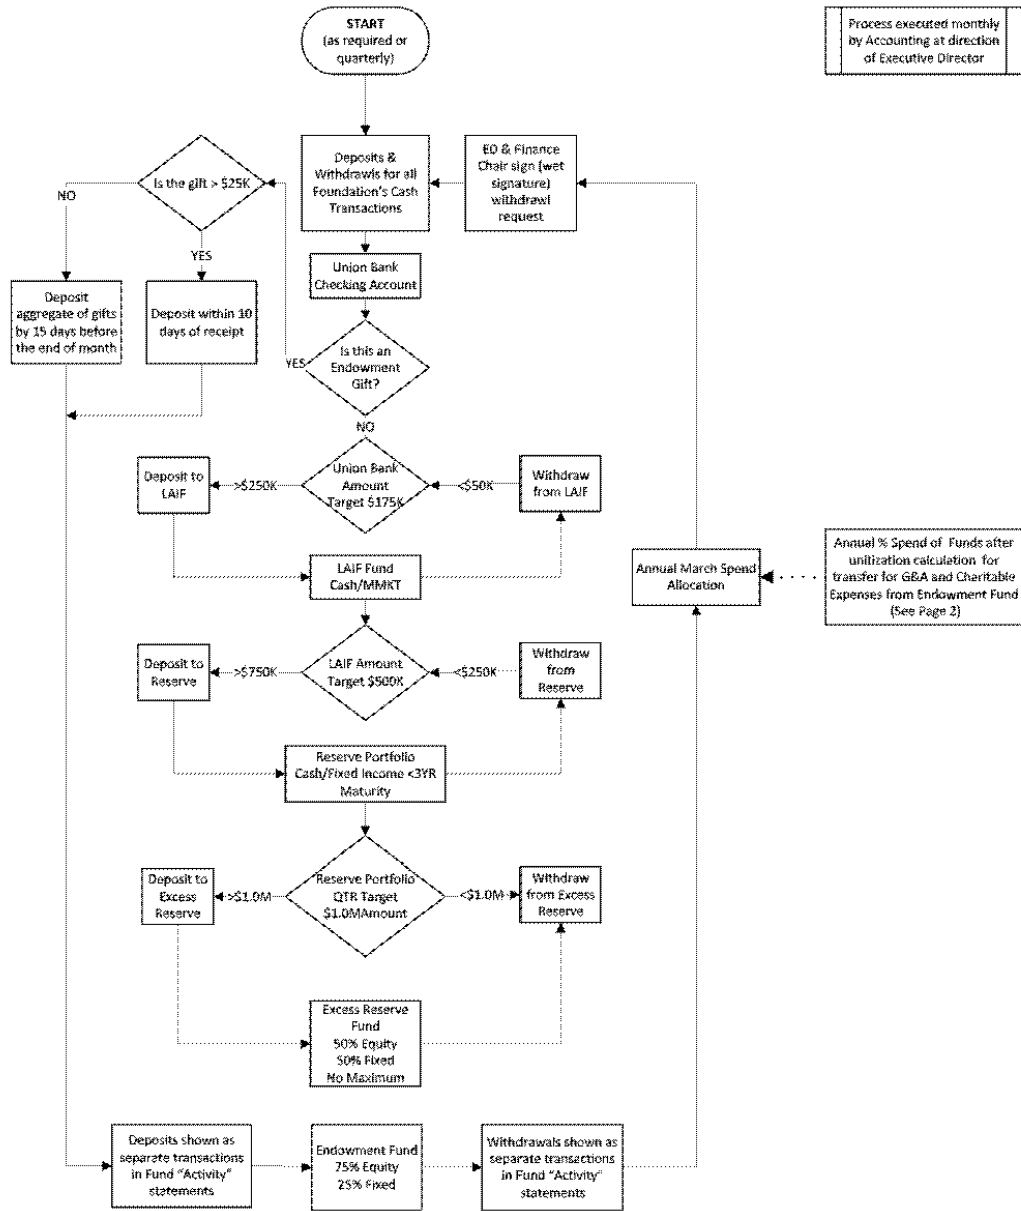 START
(as required or
quarterly)
Process executed monthly
by Accounting at direction
of Executive Director
Is the gift > $25K
NO
YES
Deposits &
Withdrawls for all
Foundation's Cash
Transactions
ED & Finance
Chair sign (wet
signature)
withdrawl
request
Union Bank
Checking Account
Deposit
aggregate of gifts
by 15 days before
the end of month
Deposit within 10
days of receipt
Is this an
Endowment
Gift?
YES
NO
Deposit to
LAIF
>$250K
Union Bank
Amount
Target $175K
<$50K
Withdraw
from LAIF
LAIF Fund
Cash/MMKT
Annual March Spend
Allocation
Annual % Spend of Funds after
unitization calculation for
transfer for G&A and Charitable
Expenses from Endowment Fund
(See Page 2)
Deposit to
Reserve
>$750K
LAIF Amount
Target $500K
<$250K
Withdraw
from
Reserve
Reserve Portfolio
Cash/Fixed Income <3YR
Maturity
Deposit to
Excess
Reserve
>$1.0M
Reserve Portfolio
QTR Target
$1.0MAmount
<$1.0M
Withdraw
from Excess
Reserve
Excess Reserve
Fund
50% Equity
50% Fixed
No Maximum
Deposits shown as
separate transactions
in Fund "Activity"
statements
Endowment Fund
75% Equity
25% Fixed
Withdrawals shown as
separate transactions
in Fund "Activity"
statements